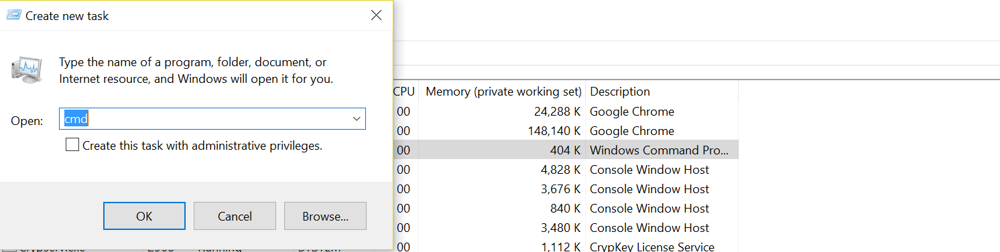 Create new task
Type the name of a program, folder, document, or
Internet resource, and Windows will open it for you.
Open: cmd
Create this task with administrative privileges.
OK Cancel Browse...
CPU Memory (private working set) Description
00 24,288 K Google Chrome
00 148,140 K Google Chrome
00 404 K Windows Command Pro...
00 4,828 K Console Window Host
00 3,676 K Console Window Host
00 840 K Console Window Host
00 3,480 K Console Window Host
00 1,112 K CrypKey License Service